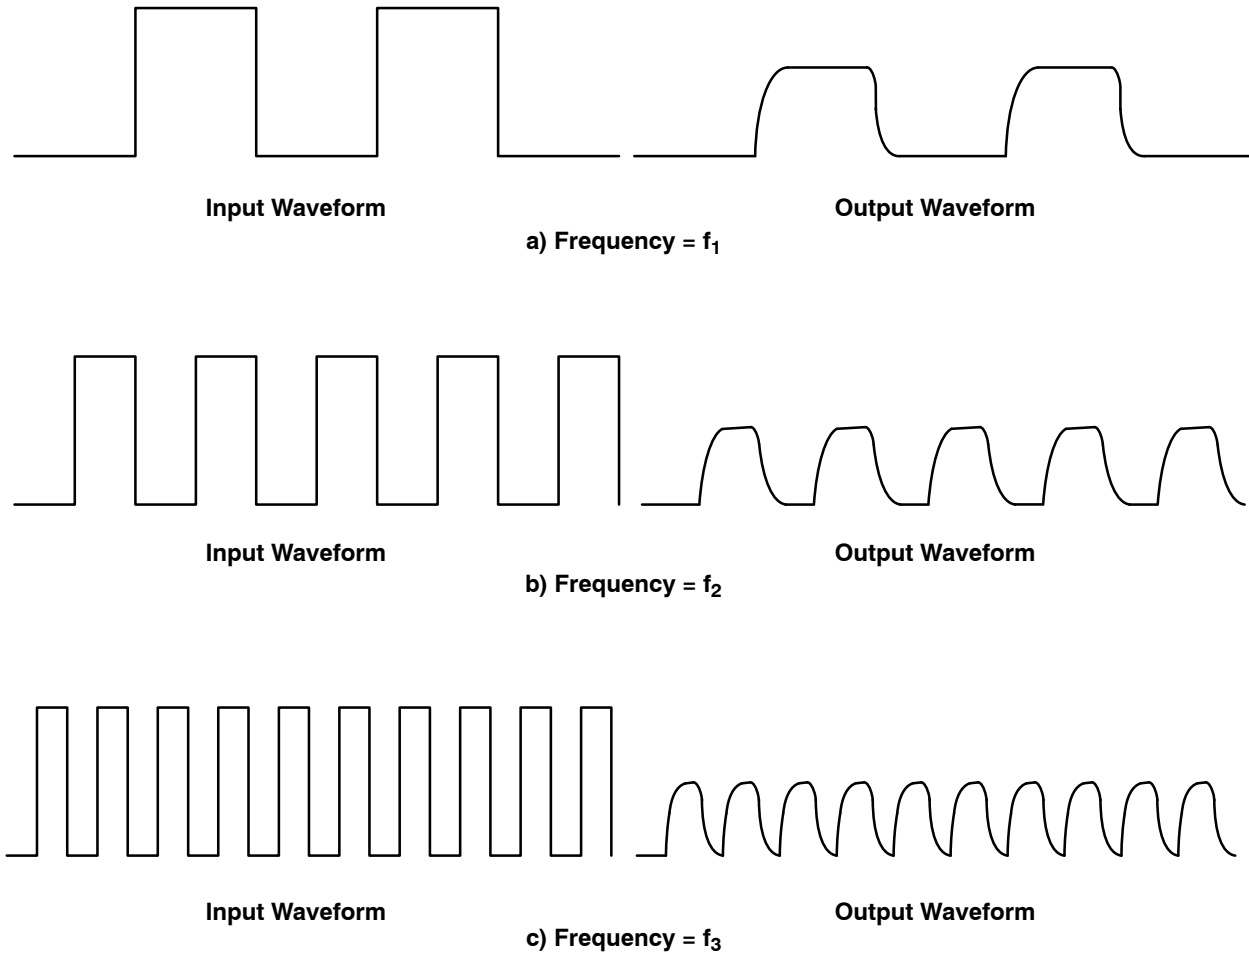 Input Waveform
Output Waveform
a) Frequency = f1
Input Waveform
Output Waveform
b) Frequency = f2
Input Waveform
Output Waveform
c) Frequency = f3